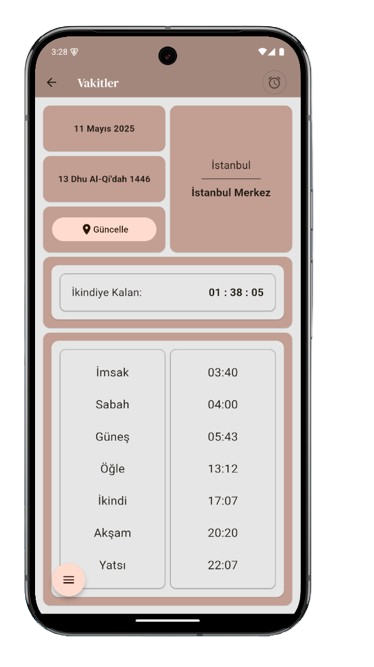 3:28
Vakitler
11 Mayıs 2025
13 Dhu Al-Qi'dah 1446
Güncelle
İstanbul
İstanbul Merkez
İkindiye Kalan: 01 : 38 : 05
İmsak 03:40
Sabah 04:00
Güneş 05:43
Öğle 13:12
İkindi 17:07
Akşam 20:20
Yatsı 22:07